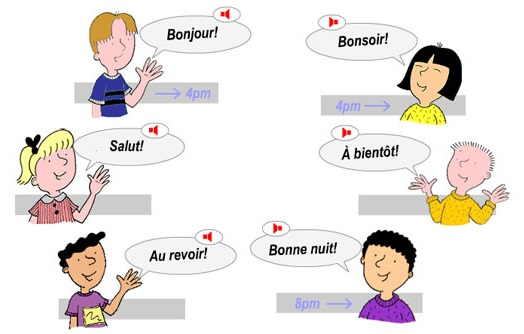 Bonjour!
→ 4pm
Bonsoir!
4pm →
Salut!
À bientôt!
Au revoir!
Bonne nuit!
8pm →